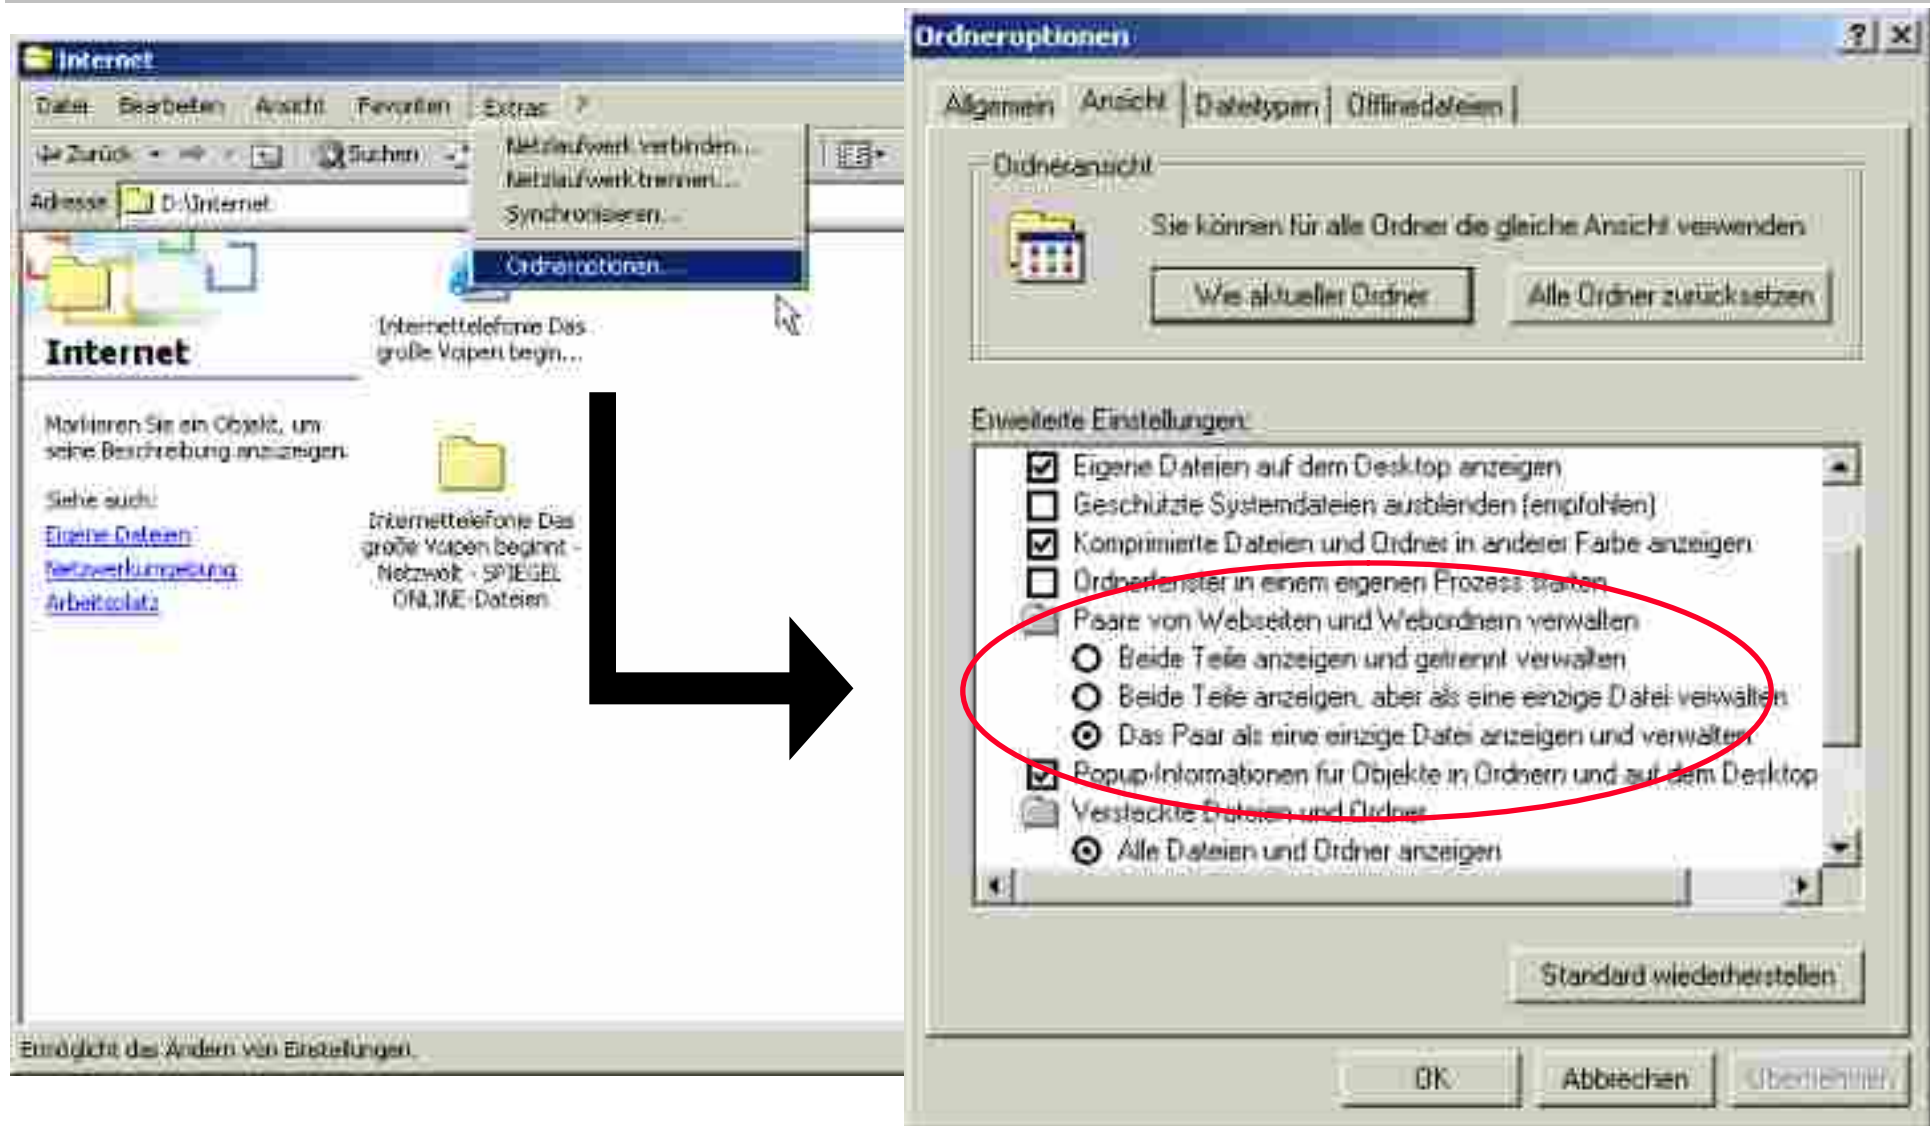 Internet
Datei Bearbeiten Ansicht Favoriten Extras ?
Zurück Suchen
Adresse D:\Internet
Netzlaufwerk verbinden...
Netzlaufwerk trennen...
Synchronisieren...
Ordneroptionen...
Internet
Markieren Sie ein Objekt, um
seine Beschreibung anzuzeigen.
Siehe auch:
Eigene Dateien
Netzwerkumgebung
Arbeitsplatz
Internettelefonie Das
große Voipen begin...
Internettelefonie Das
große Voipen beginnt -
Netzwelt - SPIEGEL
ONLINE-Dateien
Ermöglicht das Ändern von Einstellungen.
Ordneroptionen
Allgemein Ansicht Dateitypen Offlinedateien
Ordneransicht
Sie können für alle Ordner die gleiche Ansicht verwenden.
Wie aktueller Ordner Alle Ordner zurücksetzen
Erweiterte Einstellungen:
Eigene Dateien auf dem Desktop anzeigen
Geschützte Systemdateien ausblenden (empfohlen)
Komprimierte Dateien und Ordner in anderer Farbe anzeigen
Ordnerfenster in einem eigenen Prozess starten
Paare von Webseiten und Webordnern verwalten
Beide Teile anzeigen und getrennt verwalten
Beide Teile anzeigen, aber als eine einzige Datei verwalten
Das Paar als eine einzige Datei anzeigen und verwalten
Popup-Informationen für Objekte in Ordnern und auf dem Desktop
Versteckte Dateien und Ordner
Alle Dateien und Ordner anzeigen
Standard wiederherstellen
OK Abbrechen Übernehmen